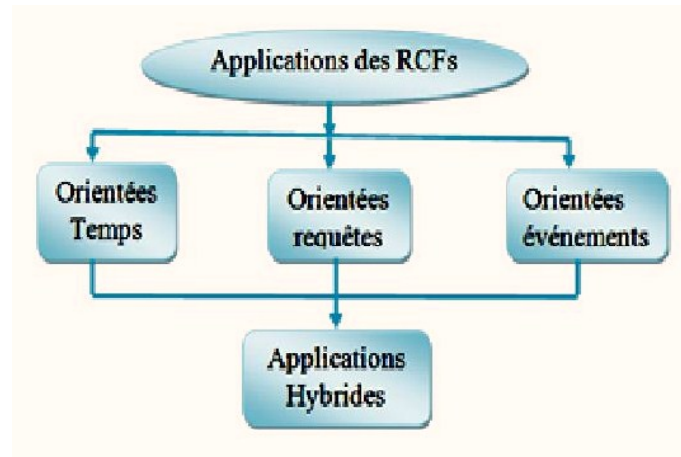 Applications des RCFs
Orientées
Temps
Orientées
requêtes
Orientées
événements
Applications
Hybrides